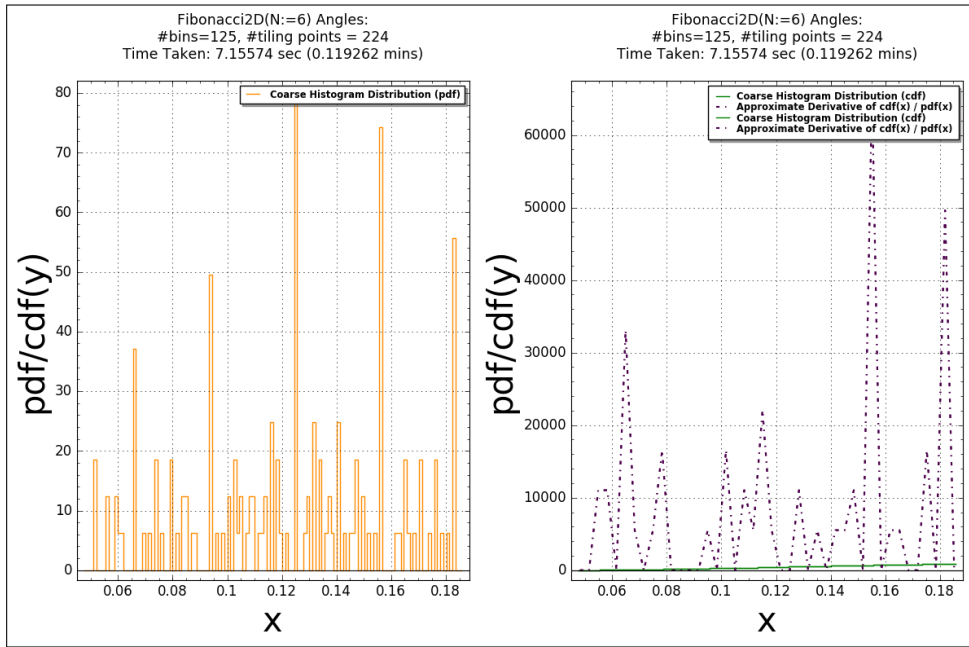 Fibonacci2D(N:=6) Angles:
#bins=125, #tiling points = 224
Time Taken: 7.15574 sec (0.119262 mins)
Coarse Histogram Distribution (pdf)
80
70
60
50
40
30
20
10
0
pdf/cdf(y)
0.06 0.08 0.10 0.12 0.14 0.16 0.18
x
Fibonacci2D(N:=6) Angles:
#bins=125, #tiling points = 224
Time Taken: 7.15574 sec (0.119262 mins)
Coarse Histogram Distribution (cdf)
Approximate Derivative of cdf(x) / pdf(x)
Coarse Histogram Distribution (cdf)
Approximate Derivative of cdf(x) / pdf(x)
60000
50000
40000
30000
20000
10000
0
pdf/cdf(y)
0.06 0.08 0.10 0.12 0.14 0.16 0.18
x